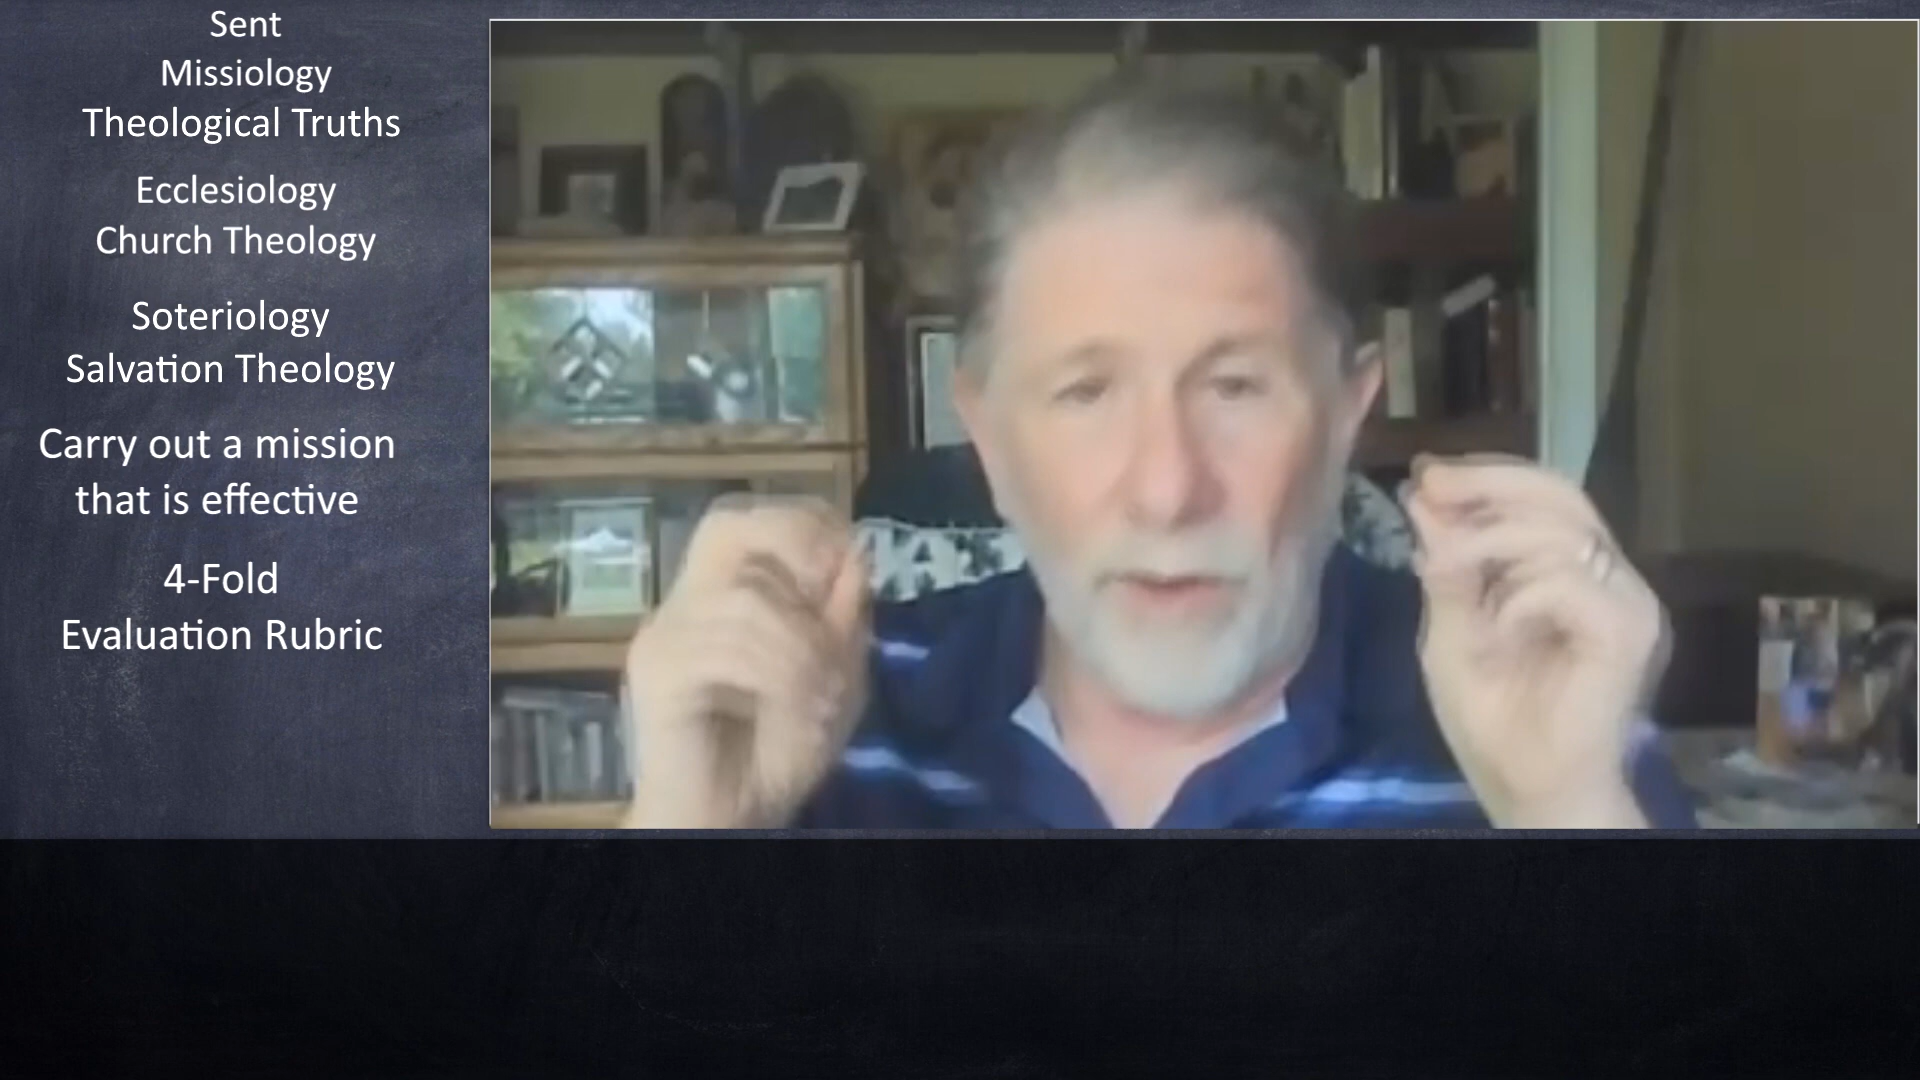 Sent
Missiology
Theological Truths
Ecclesiology
Church Theology
Soteriology
Salvation Theology
Carry out a mission
that is effective
4-Fold
Evaluation Rubric